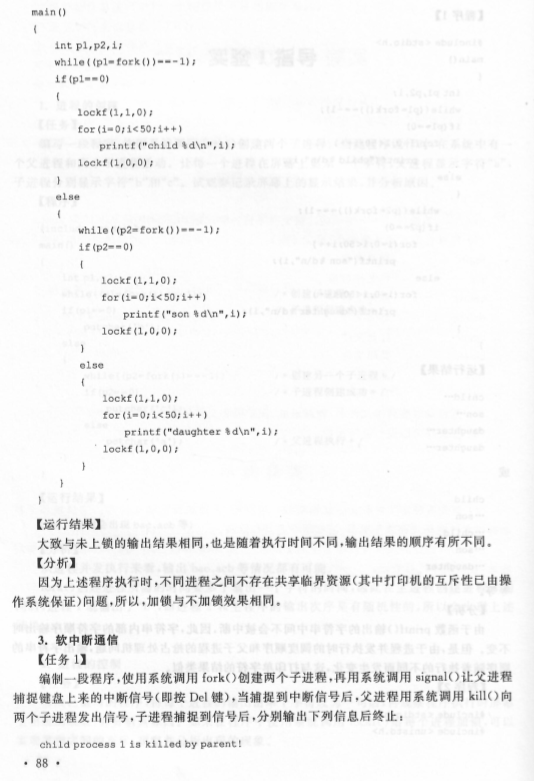 main()
{
int p1,p2,i;
while((p1=fork())==-1);
if(p1==0)
{
lockf(1,1,0);
for(i=0;i<50;i++)
printf("child %d\n",i);
lockf(1,0,0);
}
else
{
while((p2=fork())==-1);
if(p2==0)
{
lockf(1,1,0);
for(i=0;i<50;i++)
printf("son %d\n",i);
lockf(1,0,0);
}
else
{
lockf(1,1,0);
for(i=0;i<50;i++)
printf("daughter %d\n",i);
lockf(1,0,0);
}
}
}
【运行结果】
大致与未上锁的输出结果相同,也是随着执行时间不同,输出结果的顺序有所不同。
【分析】
因为上述程序执行时,不同进程之间不存在共享临界资源(其中打印机的互斥性已由操
作系统保证)问题,所以,加锁与不加锁效果相同。
3. 软中断通信
【任务1】
编制一段程序,使用系统调用 fork()创建两个子进程,再用系统调用 signal()让父进程
捕捉键盘上来的中断信号(即按 Del 键),当捕捉到中断信号后,父进程用系统调用 kill()向
两个子进程发出信号,子进程捕捉到信号后,分别输出下列信息后终止:
child process 1 is killed by parent!
· 88 ·